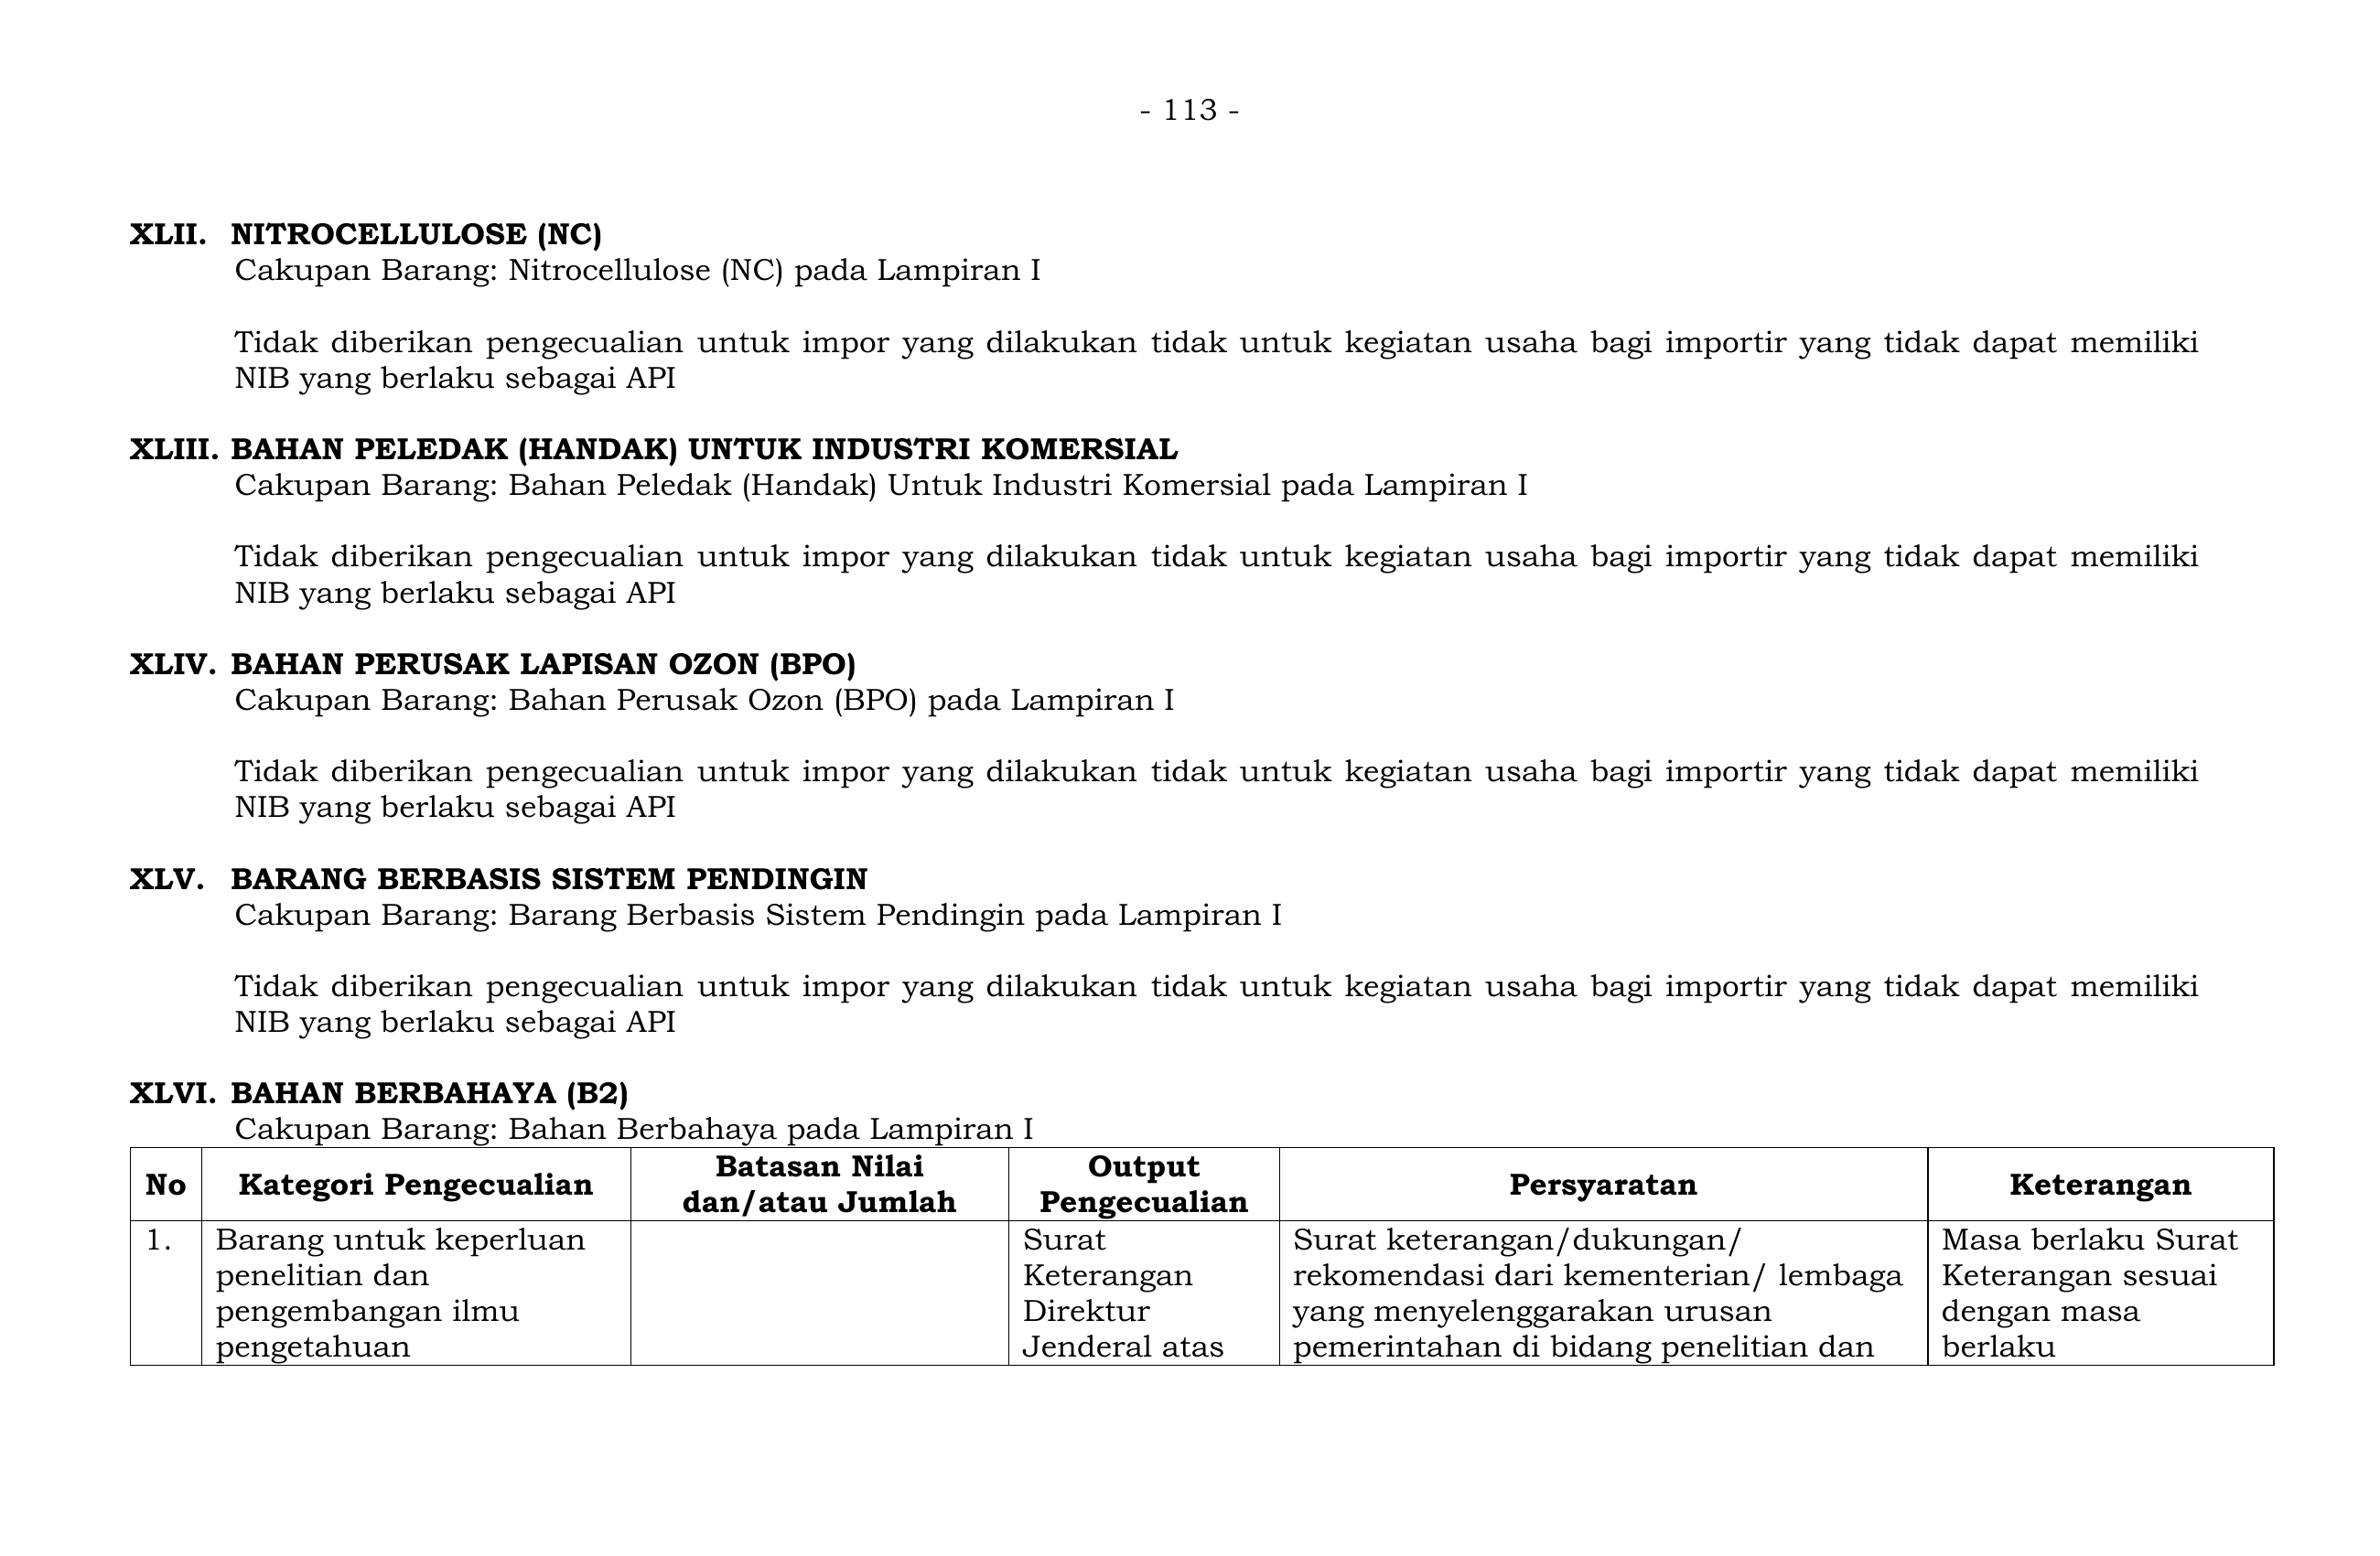 - 113 -
XLII. NITROCELLULOSE (NC)
Cakupan Barang: Nitrocellulose (NC) pada Lampiran I
Tidak diberikan pengecualian untuk impor yang dilakukan tidak untuk kegiatan usaha bagi importir yang tidak dapat memiliki
NIB yang berlaku sebagai API
XLIII. BAHAN PELEDAK (HANDAK) UNTUK INDUSTRI KOMERSIAL
Cakupan Barang: Bahan Peledak (Handak) Untuk Industri Komersial pada Lampiran I
Tidak diberikan pengecualian untuk impor yang dilakukan tidak untuk kegiatan usaha bagi importir yang tidak dapat memiliki
NIB yang berlaku sebagai API
XLIV. BAHAN PERUSAK LAPISAN OZON (BPO)
Cakupan Barang: Bahan Perusak Ozon (BPO) pada Lampiran I
Tidak diberikan pengecualian untuk impor yang dilakukan tidak untuk kegiatan usaha bagi importir yang tidak dapat memiliki
NIB yang berlaku sebagai API
XLV. BARANG BERBASIS SISTEM PENDINGIN
Cakupan Barang: Barang Berbasis Sistem Pendingin pada Lampiran I
Tidak diberikan pengecualian untuk impor yang dilakukan tidak untuk kegiatan usaha bagi importir yang tidak dapat memiliki
NIB yang berlaku sebagai API
XLVI. BAHAN BERBAHAYA (B2)
Cakupan Barang: Bahan Berbahaya pada Lampiran I
No
Kategori Pengecualian
Batasan Nilai
dan/atau Jumlah
Output
Pengecualian
Persyaratan
Keterangan
1.
Barang untuk keperluan
penelitian dan
pengembangan ilmu
pengetahuan
Surat
Keterangan
Direktur
Jenderal atas
Surat keterangan/dukungan/
rekomendasi dari kementerian/ lembaga
yang menyelenggarakan urusan
pemerintahan di bidang penelitian dan
Masa berlaku Surat
Keterangan sesuai
dengan masa
berlaku